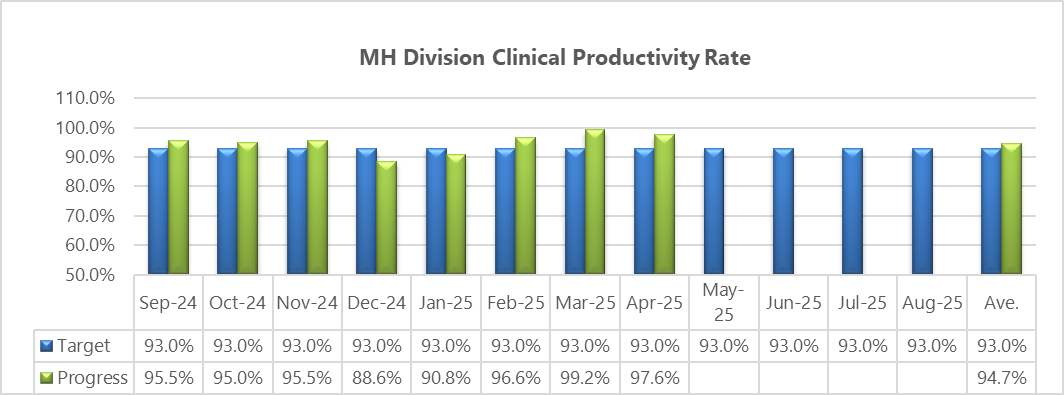 MH Division Clinical Productivity Rate
110.0%
100.0%
90.0%
80.0%
70.0%
60.0%
50.0%
Sep-24 Oct-24 Nov-24 Dec-24 Jan-25 Feb-25 Mar-25 Apr-25 May-25 Jun-25 Jul-25 Aug-25 Ave.
Target 93.0% 93.0% 93.0% 93.0% 93.0% 93.0% 93.0% 93.0% 93.0% 93.0% 93.0% 93.0% 93.0%
Progress 95.5% 95.0% 95.5% 88.6% 90.8% 96.6% 99.2% 97.6% 94.7%